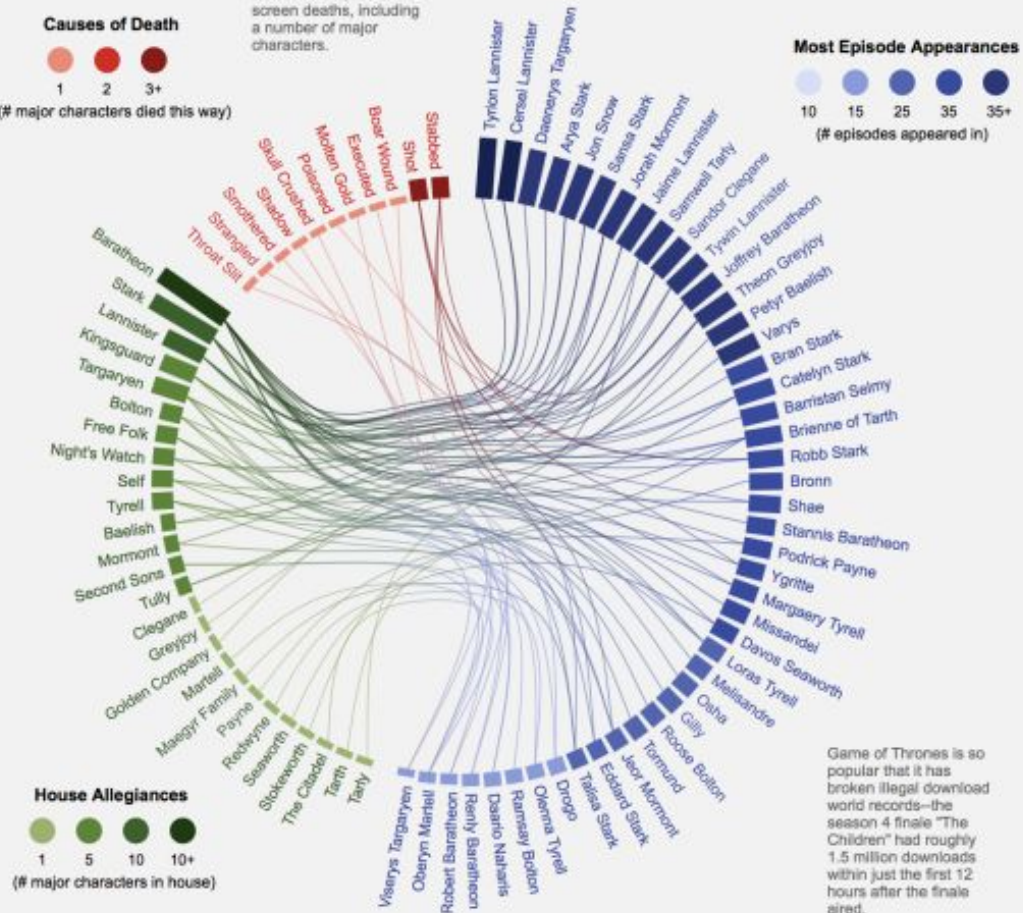 screen deaths, including
a number of major
characters.
Causes of Death
1 2 3+
(# major characters died this way)
Most Episode Appearances
10 15 25 35 35+
(# episodes appeared in)
Throat Slit
Strangled
Smothered
Shadow
Skull Crushed
Poisoned
Molten Gold
Executed
Boar Wound
Shot
Stabbed
Tyrion Lannister
Cersei Lannister
Daenerys Targaryen
Arya Stark
Jon Snow
Sansa Stark
Jorah Mormont
Jaime Lannister
Samwell Tarly
Sandor Clegane
Tywin Lannister
Joffrey Baratheon
Theon Greyjoy
Petyr Baelish
Varys
Bran Stark
Catelyn Stark
Barristan Selmy
Brienne of Tarth
Robb Stark
Bronn
Shae
Stannis Baratheon
Podrick Payne
Ygritte
Margaery Tyrell
Missandei
Davos Seaworth
Loras Tyrell
Melisandre
Osha
Gilly
Roose Bolton
Tormund
Jeor Mormont
Eddard Stark
Talisa Stark
Drogo
Olenna Tyrell
Ramsay Bolton
Daario Naharis
Renly Baratheon
Robert Baratheon
Oberyn Martell
Viserys Targaryen
Baratheon
Stark
Lannister
Kingsguard
Targaryen
Bolton
Free Folk
Night's Watch
Self
Tyrell
Baelish
Mormont
Second Sons
Tully
Clegane
Greyjoy
Golden Company
Martell
Maegyr Family
Payne
Redwyne
Seaworth
Stokeworth
The Citadel
Tarth
Tarly
House Allegiances
1 5 10 10+
(# major characters in house)
Game of Thrones is so
popular that it has
broken illegal download
world records--the
season 4 finale "The
Children" had roughly
1.5 million downloads
within just the first 12
hours after the finale
aired.